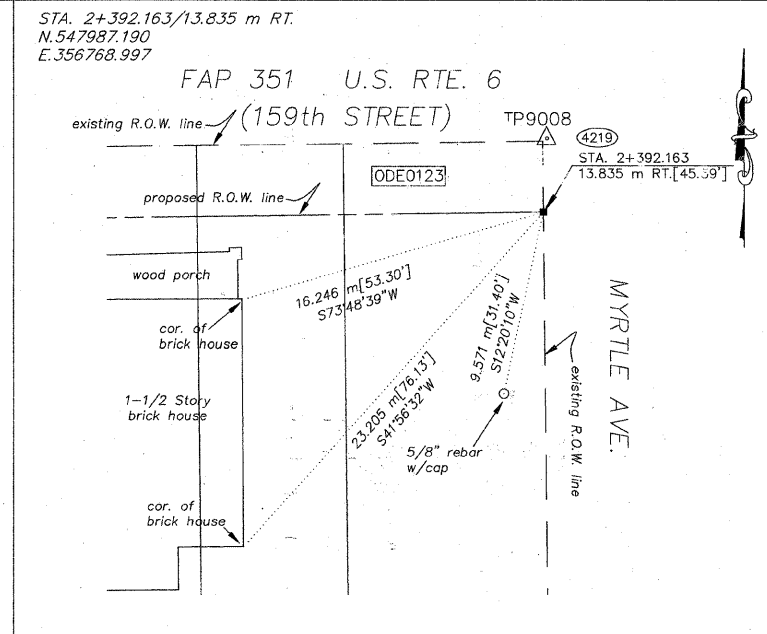 STA. 2+392.163/13.835 m RT.
N.547987.190
E.356768.997
FAP 351 U.S. RTE. 6
(159th STREET)
existing R.O.W. line
TP9008
4219
STA. 2+392.163
13.835 m RT.[45.39']
ODE0123
proposed R.O.W. line
wood porch
16.246 m[53.30']
S73°48'39"W
cor. of
brick house
1-1/2 Story
brick house
23.205 m[76.13']
S41°56'32"W
9.571 m[31.40']
S12°20'10"W
5/8" rebar
w/cap
existing R.O.W. line
MYRTLE AVE.
cor. of
brick house